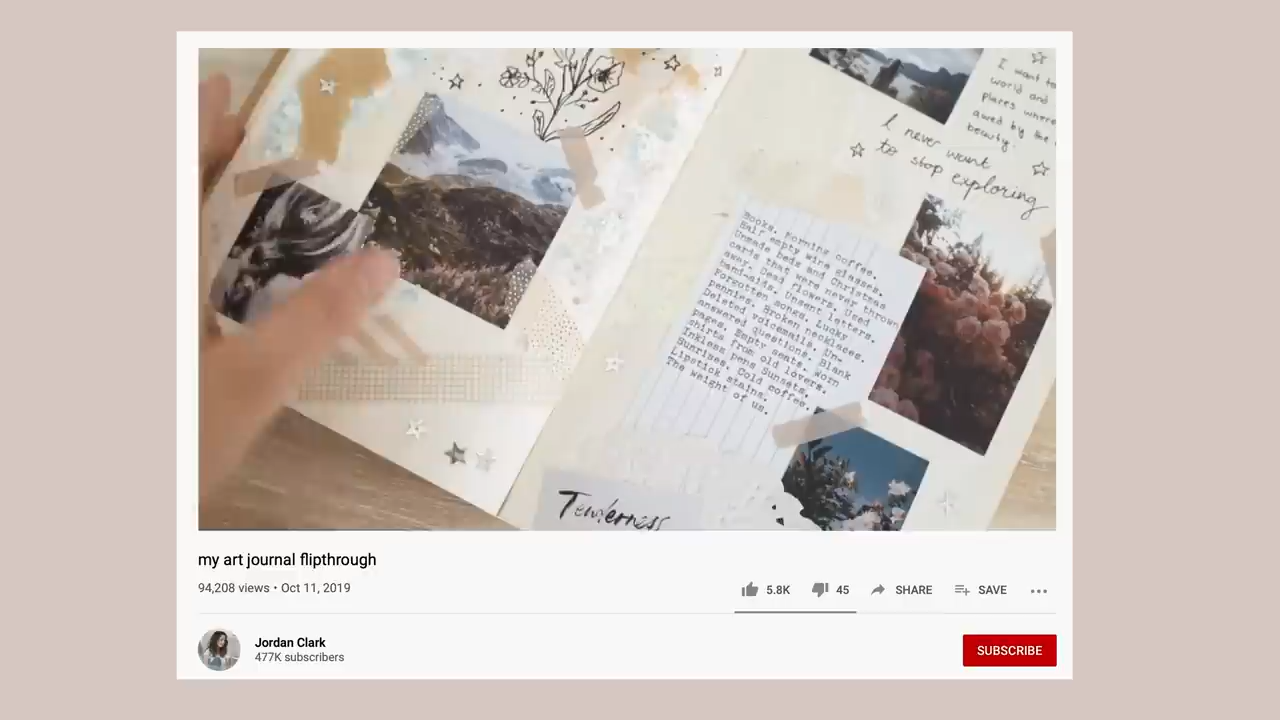 I want to
world and
places where
awed by the
beauty.
I never want
to stop exploring
Books. Morning coffee.
Half empty wine glasses.
Unmade beds and Christmas
cards that were never thrown
away. Dead flowers. Used
band-aids. Unsent letters.
Forgotten songs. Lucky
pennies. Broken necklaces.
Deleted voicemails. Un-
answered questions. Blank
pages. Empty seats. Worn
shirts from old lovers.
Inkless pens Sunsets.
Sunrises. Cold coffee.
Lipstick stains.
The weight of us.
Tenderness
my art journal flipthrough
94,208 views • Oct 11, 2019
5.8K 45 SHARE SAVE
Jordan Clark
477K subscribers
SUBSCRIBE